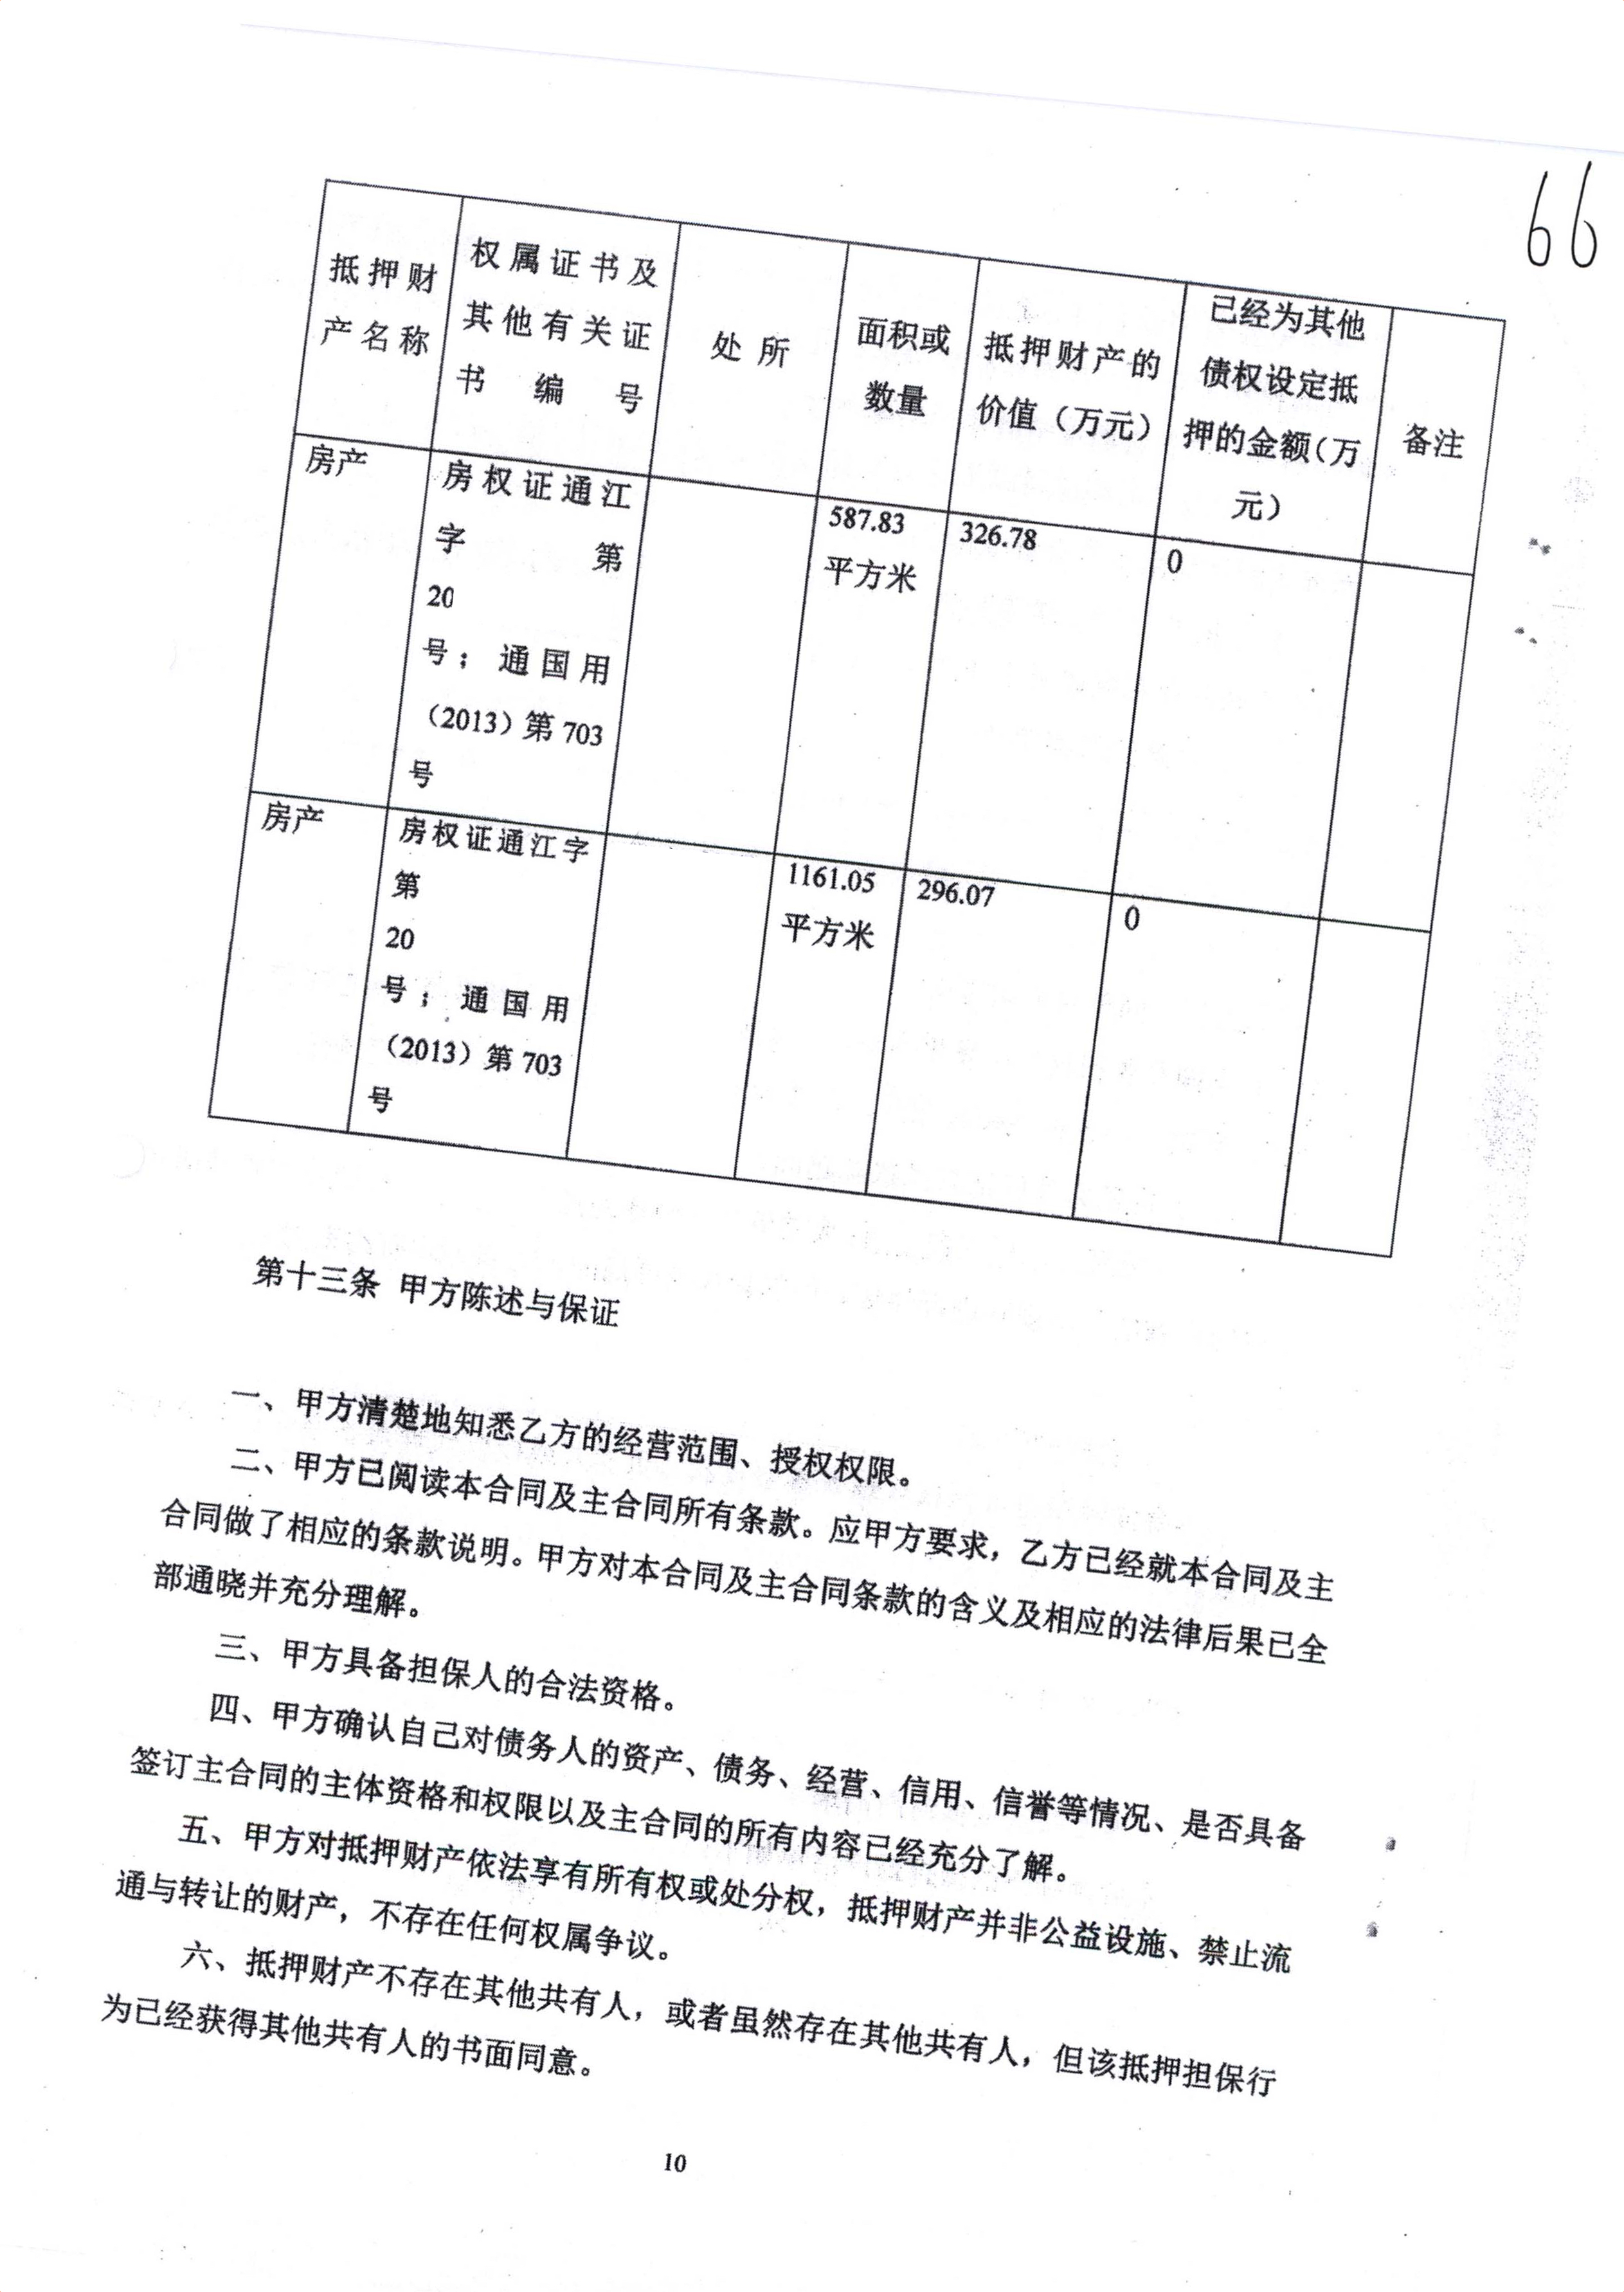 66
抵押财
产名称
权属证书及
其他有关证
书编号
处所
面积或
数量
抵押财产的
价值（万元）
已经为其他
债权设定抵
押的金额(万
元）
备注
房产
房权证通江
字第
20
号；通国用
（2013）第 703
号
587.83
平方米
326.78
0
房产
房权证通江字
第
20
号；通国用
（2013）第 703
号
1161.05
平方米
296.07
0
第十三条 甲方陈述与保证
一、甲方清楚地知悉乙方的经营范围、授权权限。
二、甲方已阅读本合同及主合同所有条款。应甲方要求，乙方已经就本合同及主
合同做了相应的条款说明。甲方对本合同及主合同条款的含义及相应的法律后果已全
部通晓并充分理解。
三、甲方具备担保人的合法资格。
四、甲方确认自己对债务人的资产、债务、经营、信用、信誉等情况、是否具备
签订主合同的主体资格和权限以及主合同的所有内容已经充分了解。
五、甲方对抵押财产依法享有所有权或处分权，抵押财产并非公益设施、禁止流
通与转让的财产，不存在任何权属争议。
六、抵押财产不存在其他共有人，或者虽然存在其他共有人，但该抵押担保行
为已经获得其他共有人的书面同意。
10